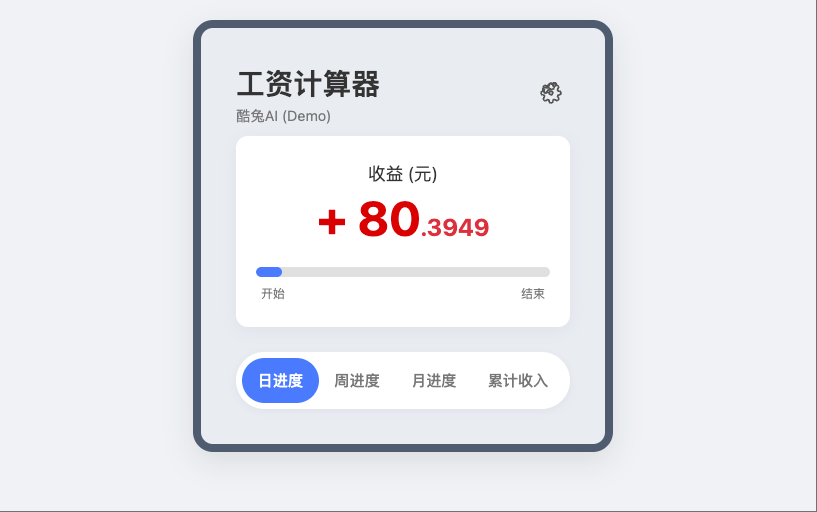 工资计算器
酷兔AI (Demo)
收益 (元)
+ 80.3949
开始 结束
日进度 周进度 月进度 累计收入